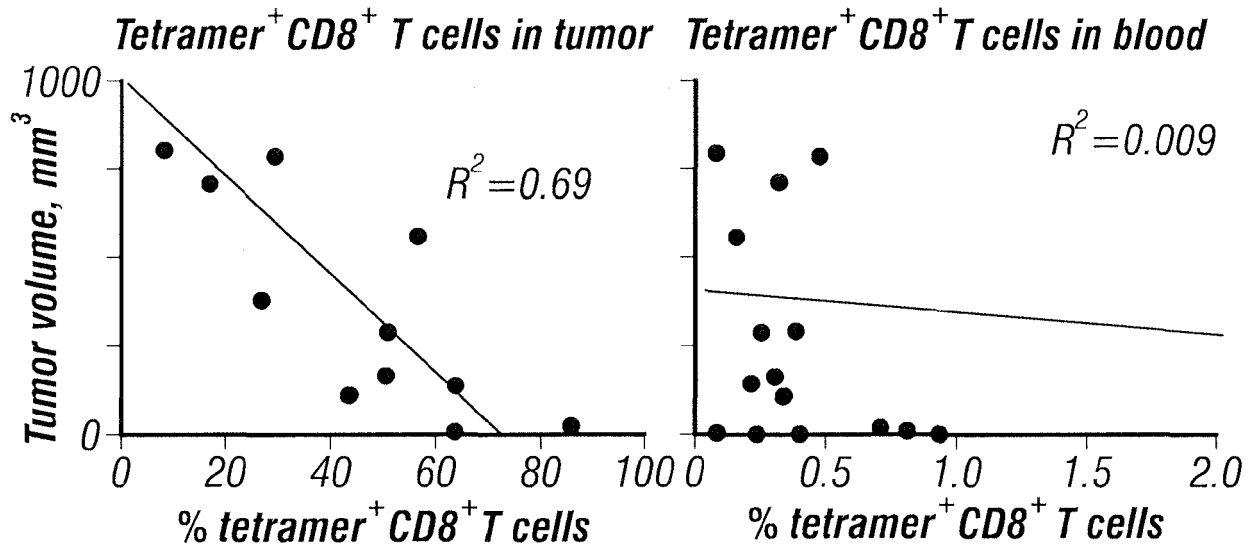 Tetramer⁺CD8⁺ T cells in tumor
Tetramer⁺CD8⁺T cells in blood
1000
0
Tumor volume, mm³
R²=0.69
R²=0.009
0 20 40 60 80 100
0 0.5 1.0 1.5 2.0
% tetramer⁺CD8⁺T cells
% tetramer⁺CD8⁺ T cells